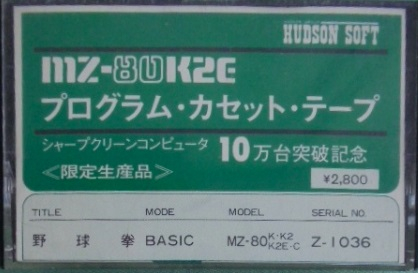 HUDSON SOFT
MZ-80K2E
プログラム・カセット・テープ
シャープクリーンコンピュータ 10万台突破記念
≪限定生産品≫
¥2,800
TITLE MODE MODEL SERIAL NO.
野球拳 BASIC MZ-80K・K2 K2E・C Z-1036